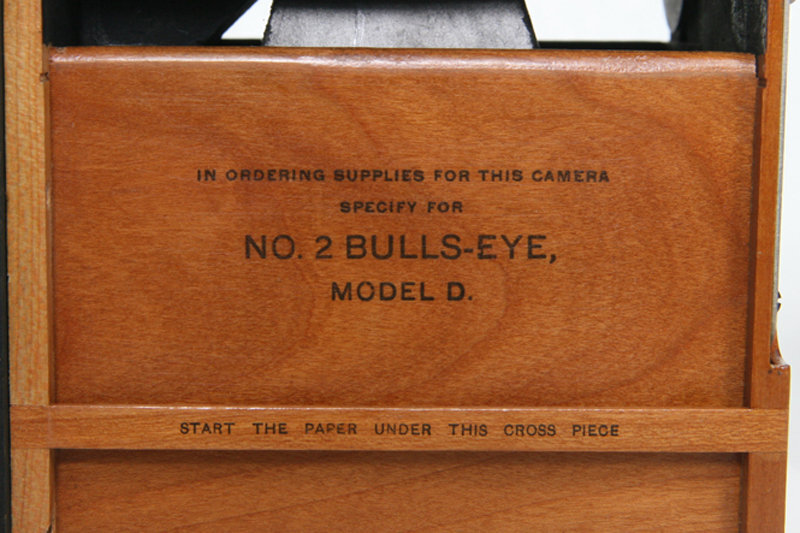 IN ORDERING SUPPLIES FOR THIS CAMERA
SPECIFY FOR
NO. 2 BULLS-EYE,
MODEL D.
START THE PAPER UNDER THIS CROSS PIECE